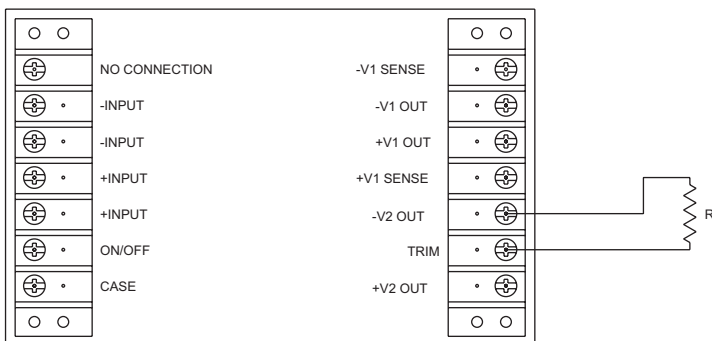 NO CONNECTION
-INPUT
-INPUT
+INPUT
+INPUT
ON/OFF
CASE
-V1 SENSE
-V1 OUT
+V1 OUT
+V1 SENSE
-V2 OUT
TRIM
+V2 OUT
R